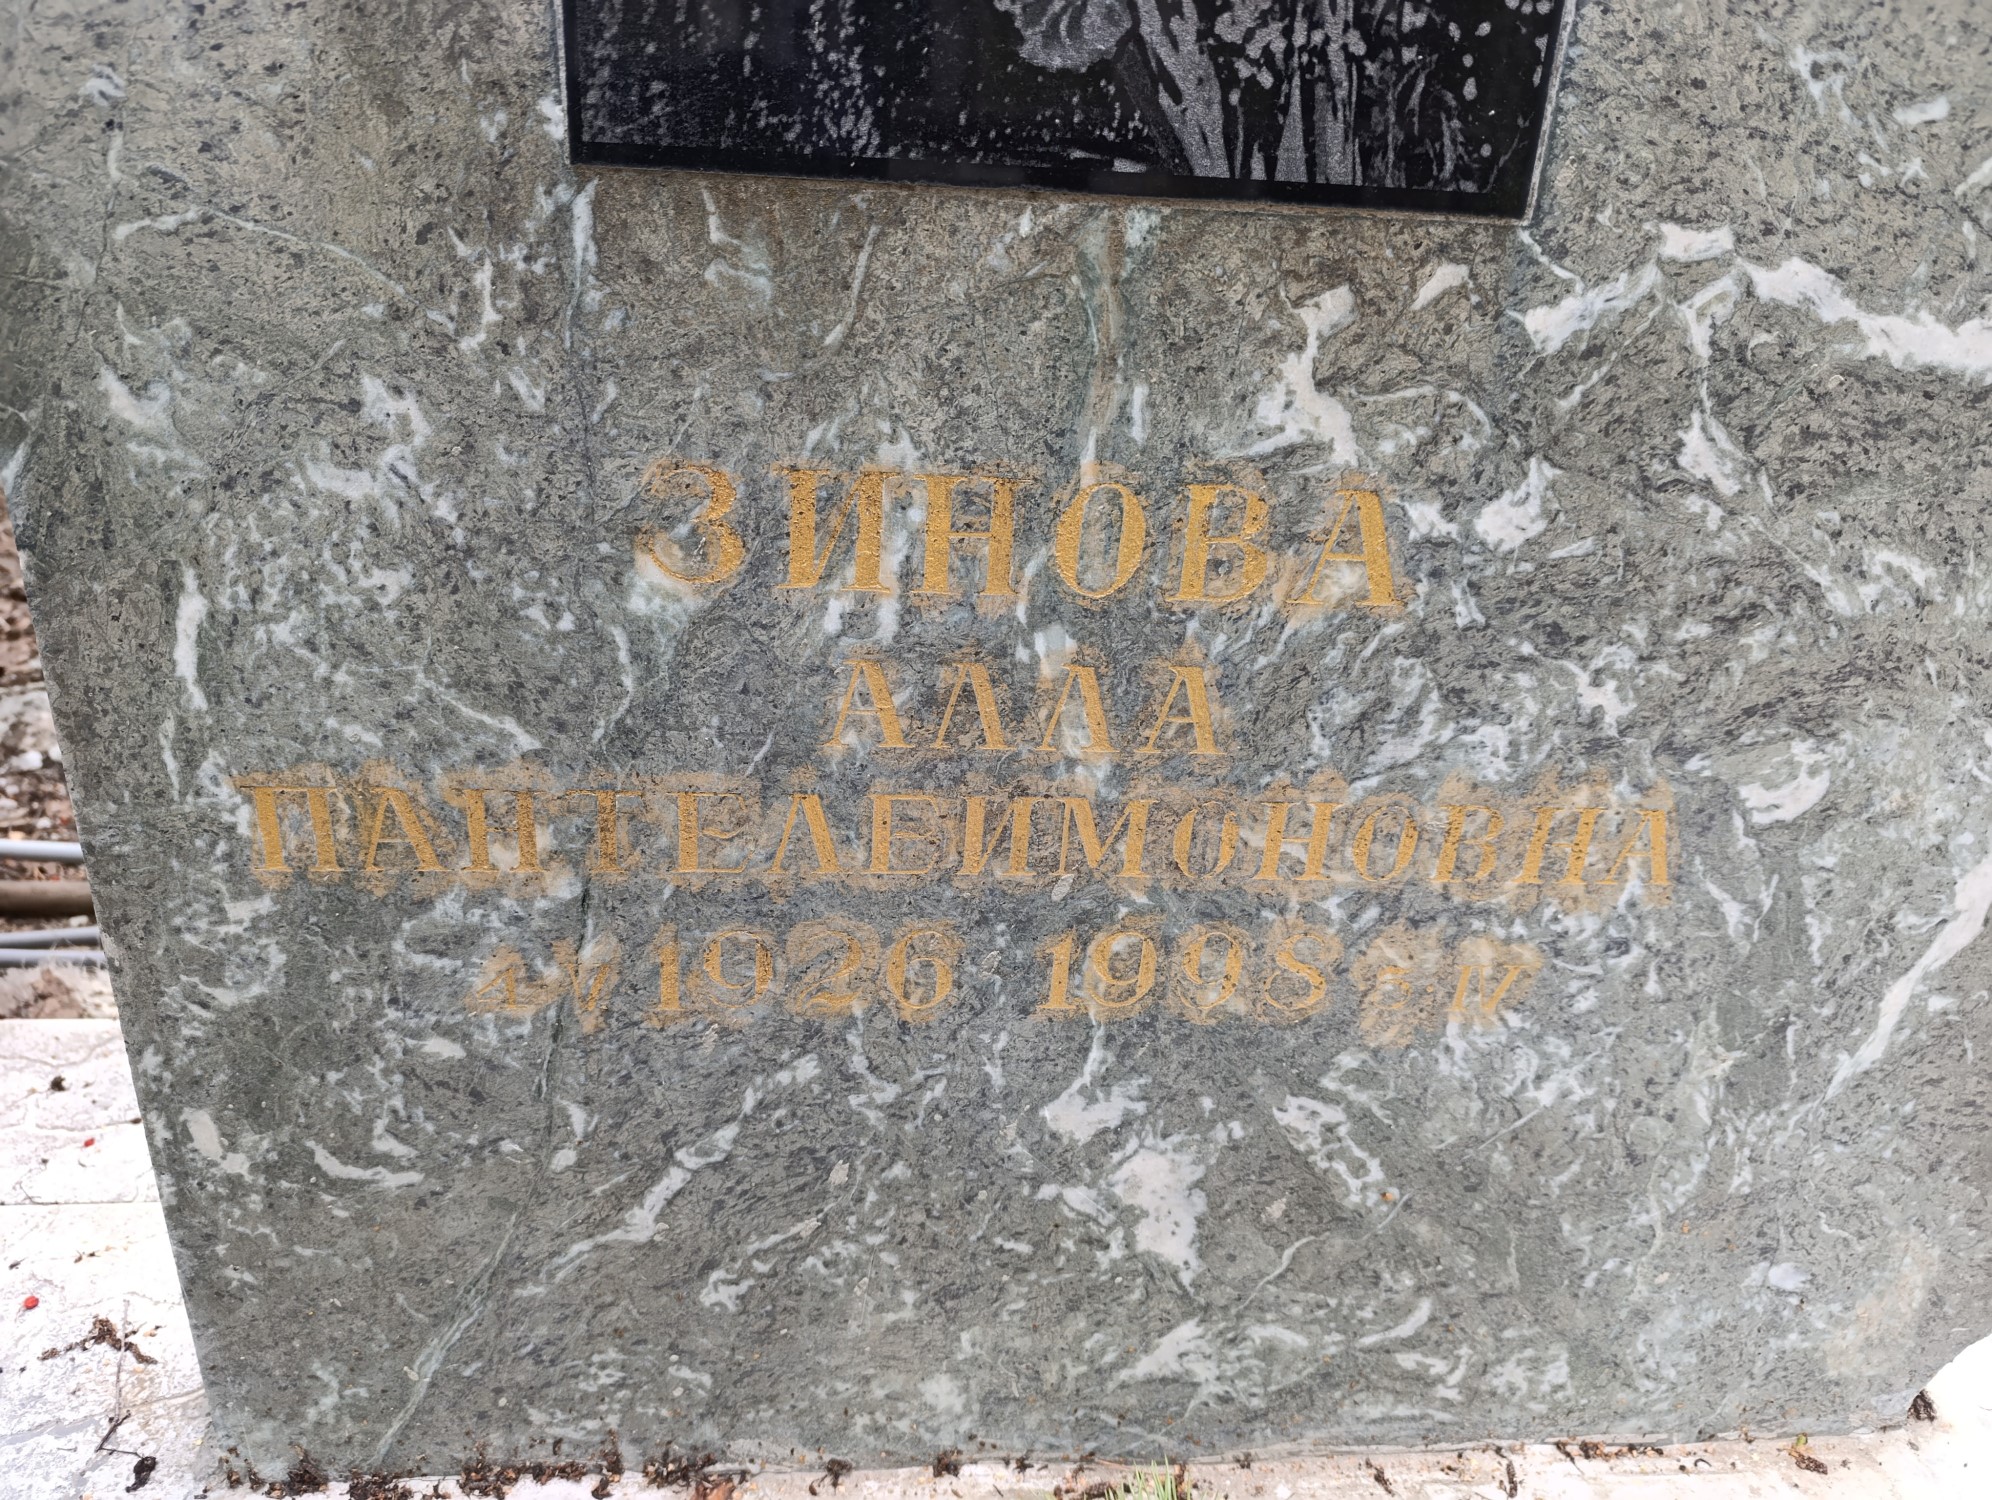 ЗИНОВА
АЛЛА
ПАНТЕЛЕИМОНОВНА
4 V 1926 1998 5 IV